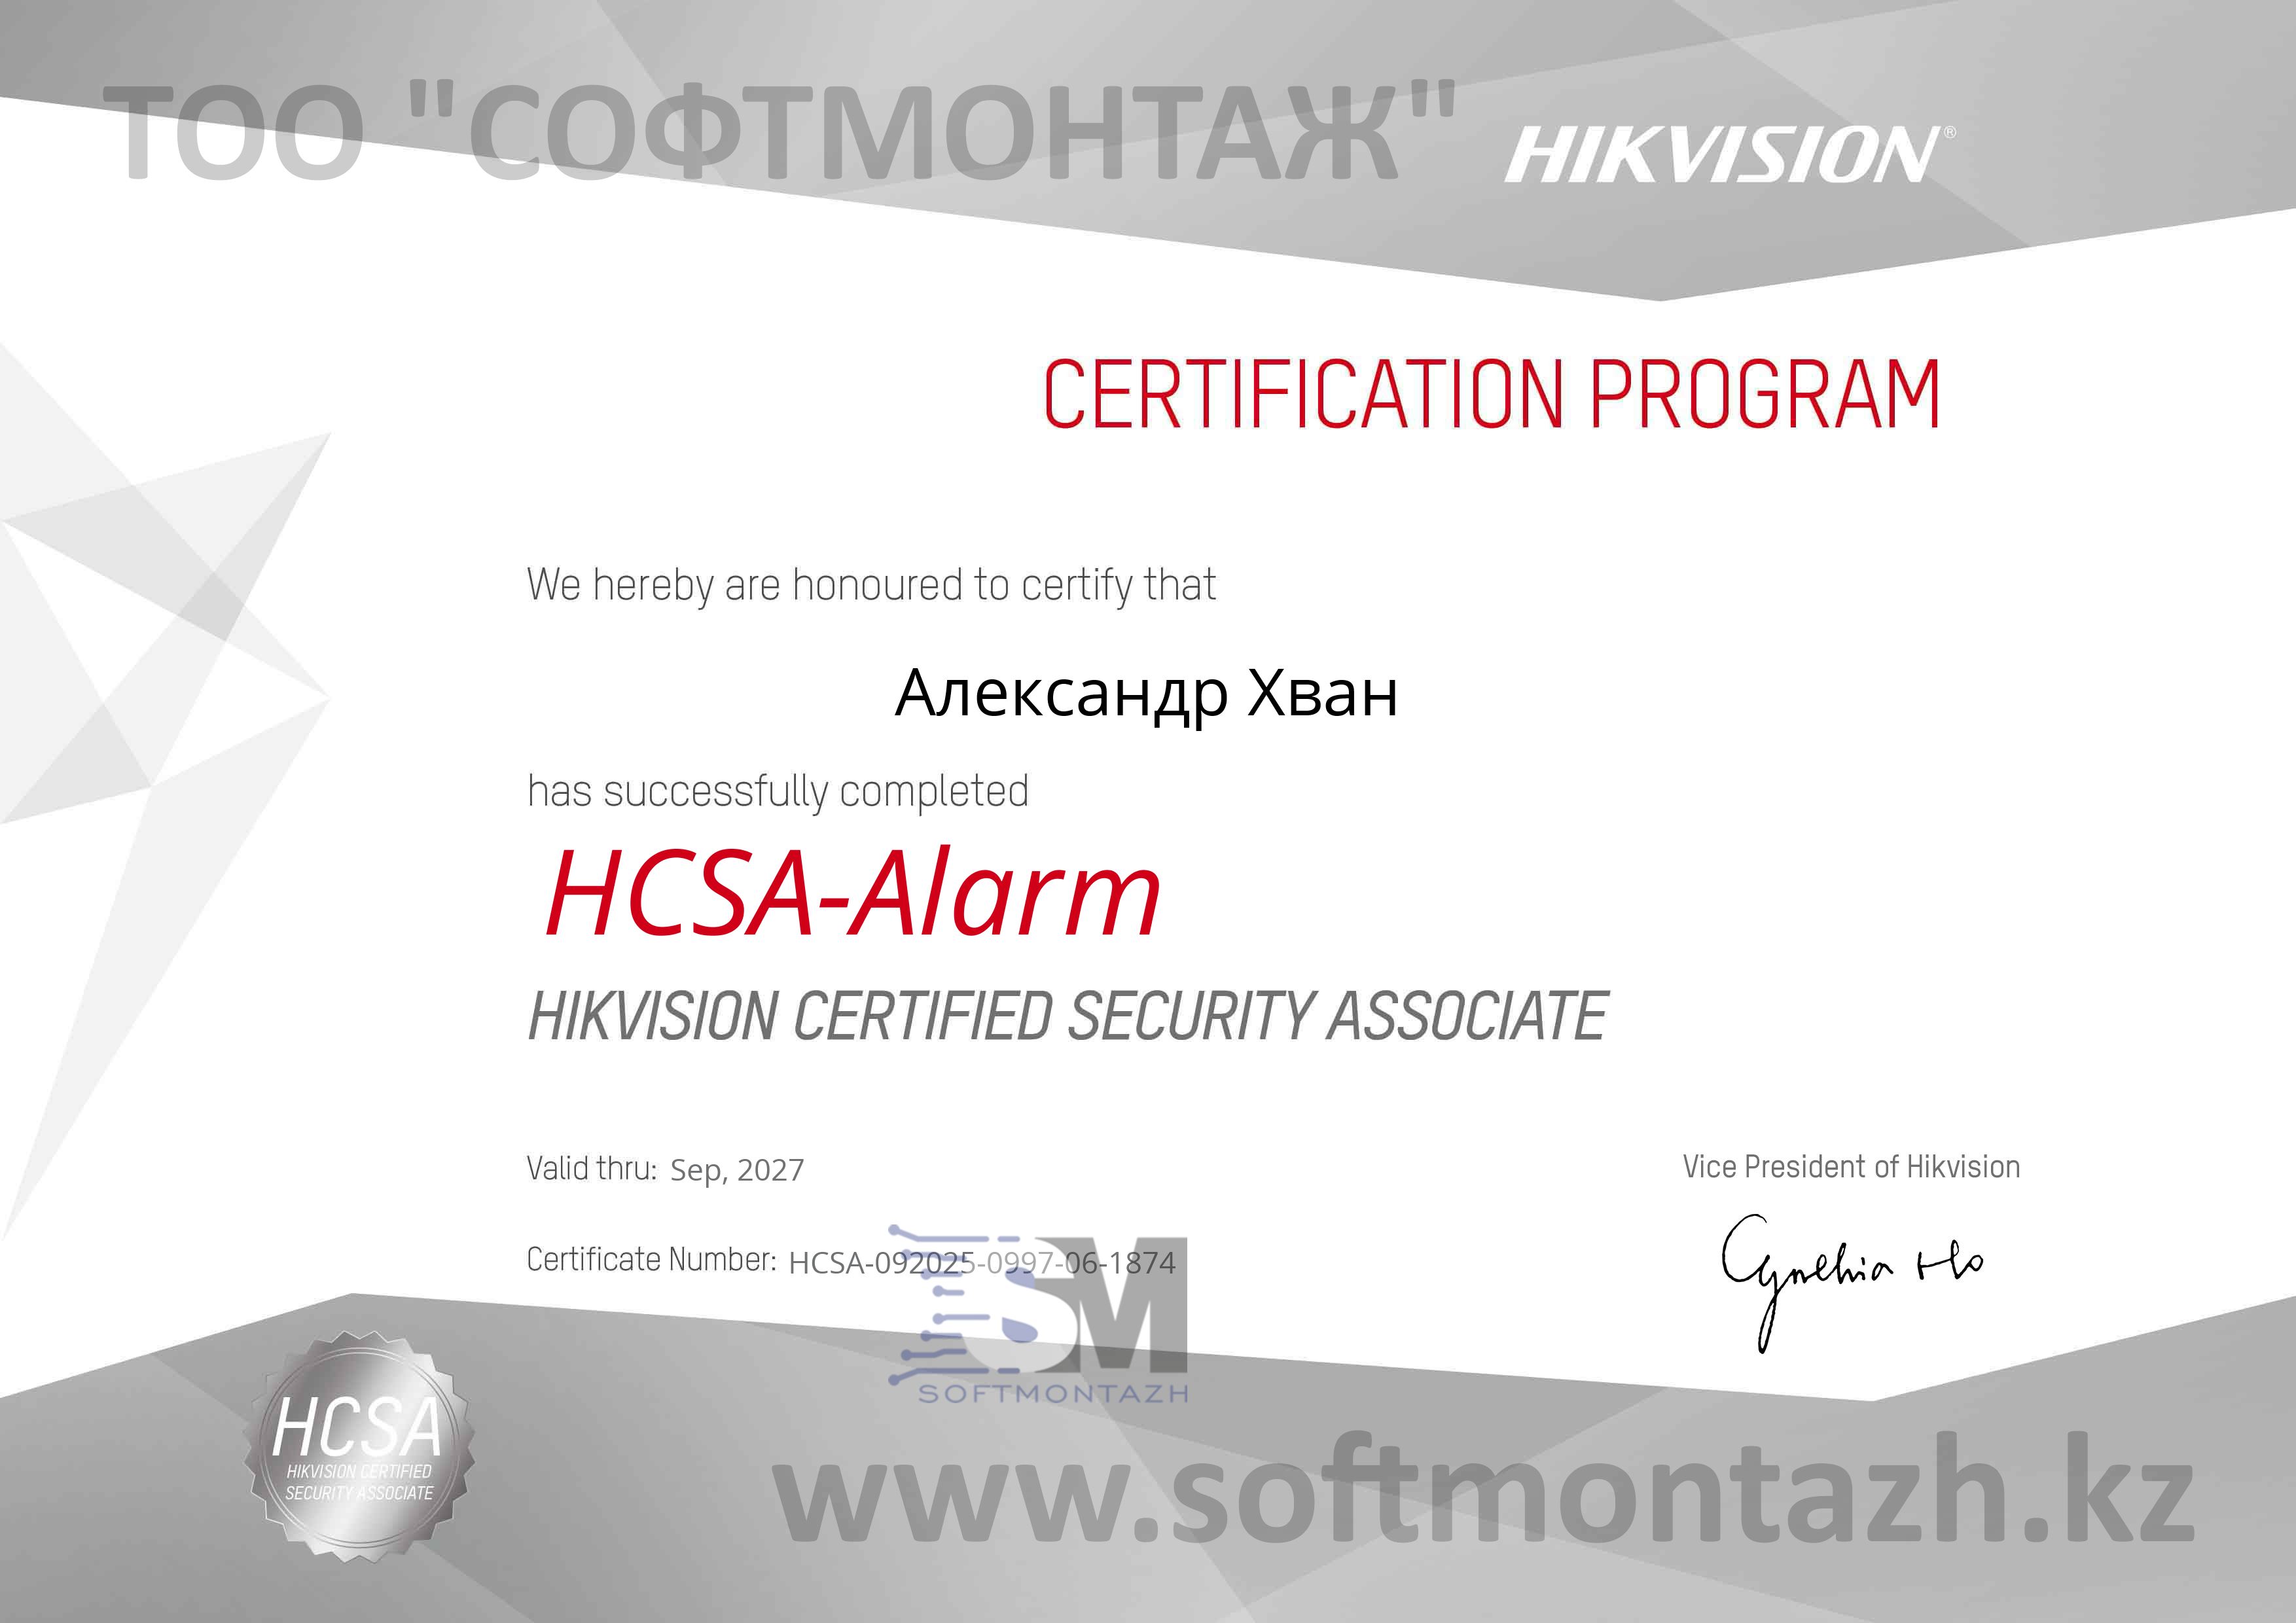 ТОО "СОФТМОНТАЖ"
HIKVISION®
CERTIFICATION PROGRAM
We hereby are honoured to certify that
Александр Хван
has successfully completed
HCSA-Alarm
HIKVISION CERTIFIED SECURITY ASSOCIATE
Valid thru: Sep, 2027
Vice President of Hikvision
Cynthia Ho
Certificate Number: HCSA-092025-0997-06-1874
SM
SOFTMONTAZH
HCSA
HIKVISION CERTIFIED
SECURITY ASSOCIATE
www.softmontazh.kz